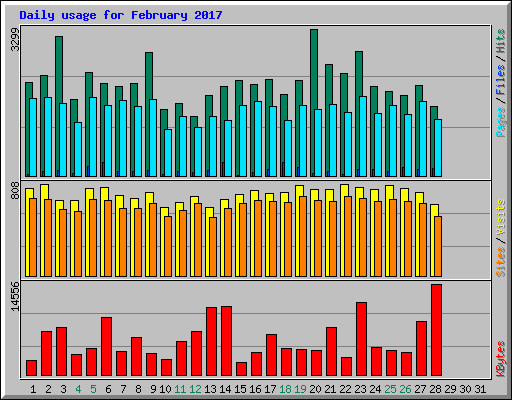 Daily usage for February 2017
3299
Pages / Files / Hits
808
Sites / Visits
14556
KBytes
1 2 3 4 5 6 7 8 9 10 11 12 13 14 15 16 17 18 19 20 21 22 23 24 25 26 27 28 29 30 31